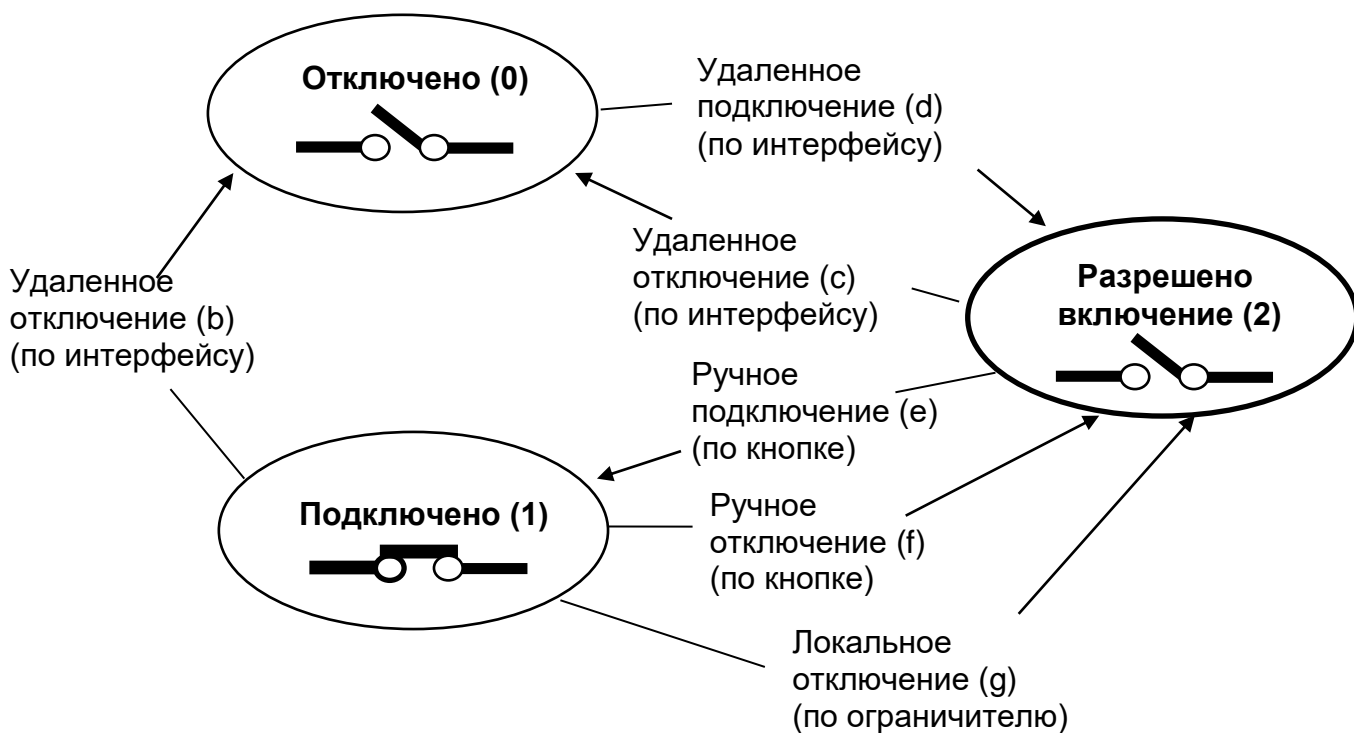 Отключено (0)
Удаленное
подключение (d)
(по интерфейсу)
Удаленное
отключение (c)
(по интерфейсу)
Разрешено
включение (2)
Удаленное
отключение (b)
(по интерфейсу)
Ручное
подключение (e)
(по кнопке)
Подключено (1)
Ручное
отключение (f)
(по кнопке)
Локальное
отключение (g)
(по ограничителю)